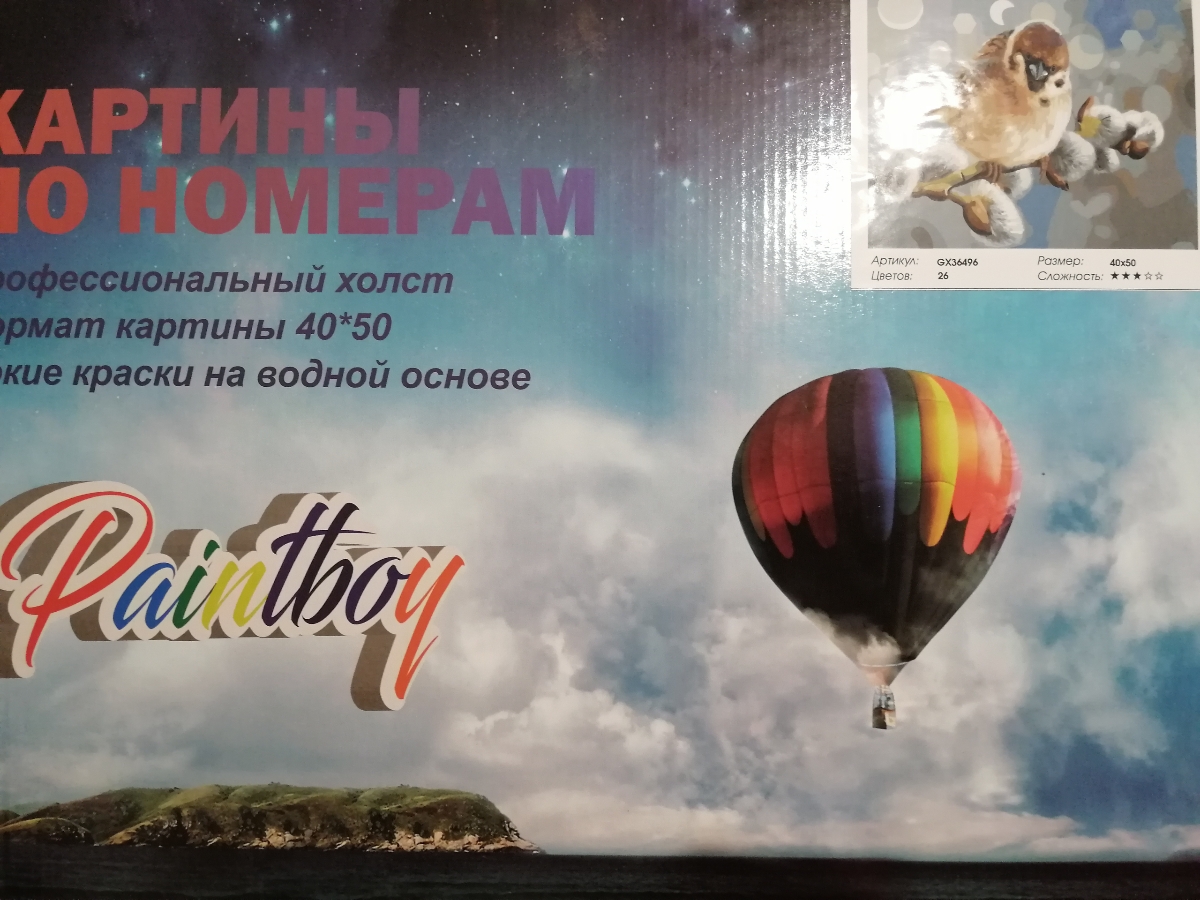 КАРТИНЫ
ПО НОМЕРАМ
рофессиональный холст
ормат картины 40*50
кие краски на водной основе
Paintboy
Артикул: GX36496 Размер: 40x50
Цветов: 26 Сложность: ★★★☆☆